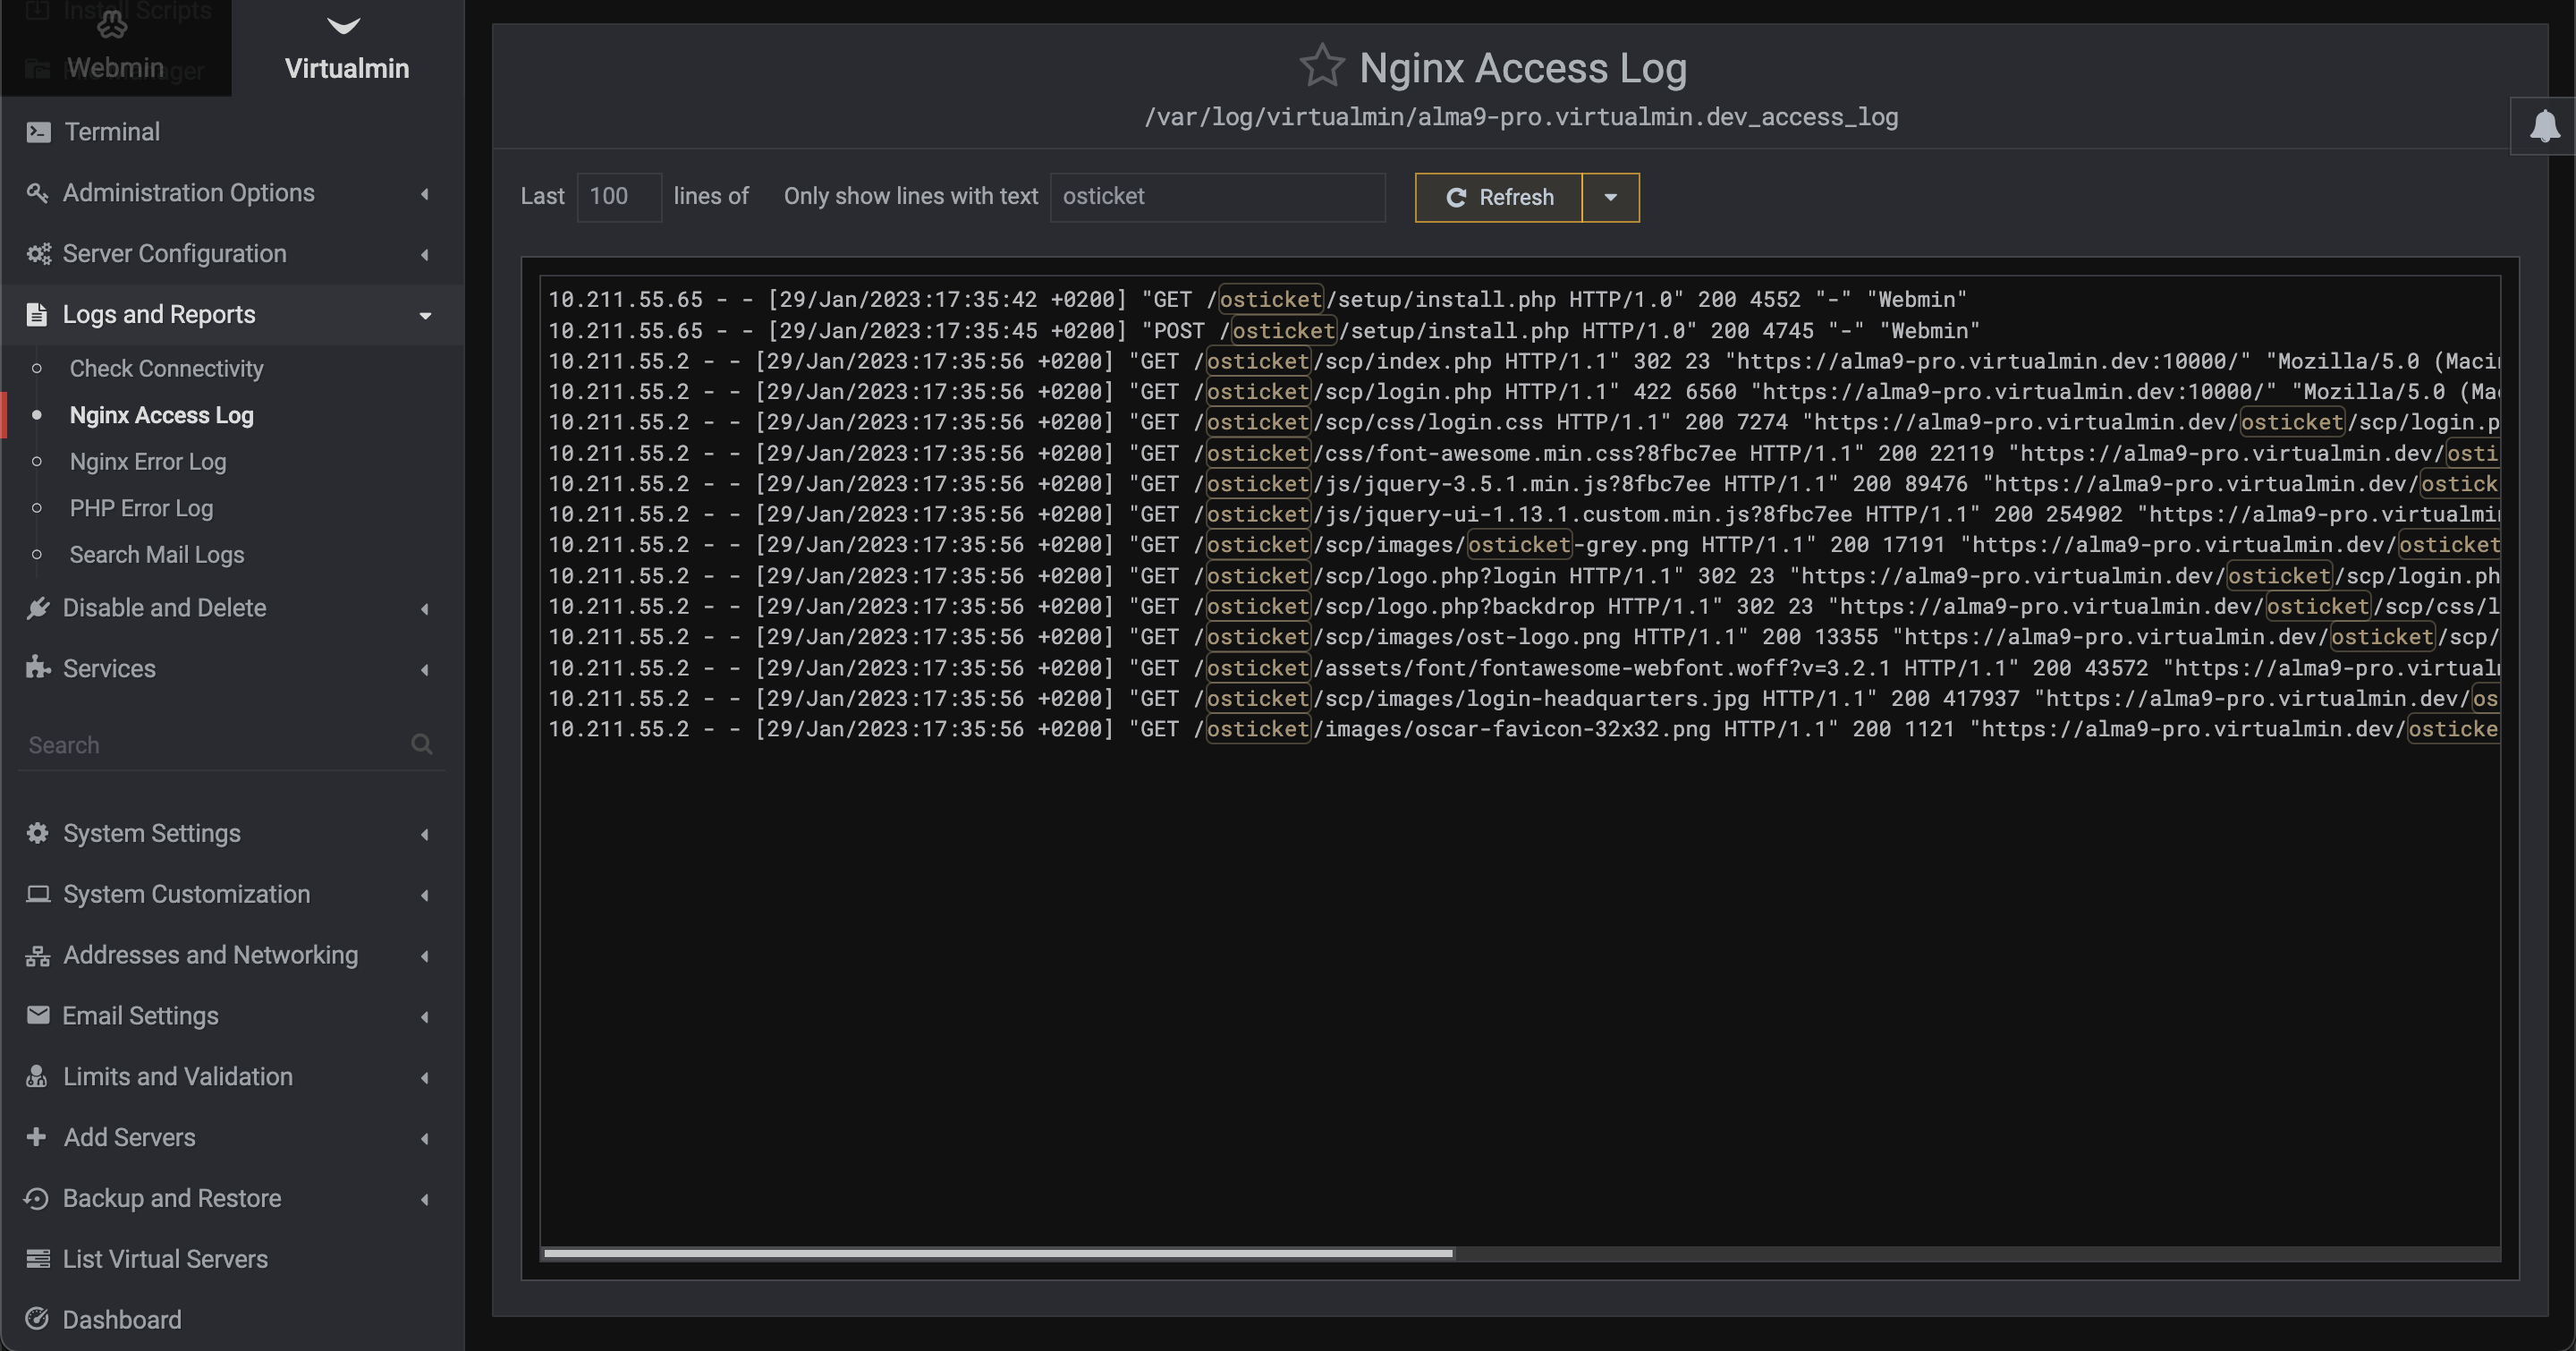 Install Scripts
Webmin
Virtualmin
Terminal
Administration Options
Server Configuration
Logs and Reports
Check Connectivity
Nginx Access Log
Nginx Error Log
PHP Error Log
Search Mail Logs
Disable and Delete
Services
Search
System Settings
System Customization
Addresses and Networking
Email Settings
Limits and Validation
Add Servers
Backup and Restore
List Virtual Servers
Dashboard
Nginx Access Log
/var/log/virtualmin/alma9-pro.virtualmin.dev_access_log
Last 100 lines of Only show lines with text osticket Refresh
10.211.55.65 - - [29/Jan/2023:17:35:42 +0200] "GET /osticket/setup/install.php HTTP/1.0" 200 4552 "-" "Webmin"
10.211.55.65 - - [29/Jan/2023:17:35:45 +0200] "POST /osticket/setup/install.php HTTP/1.0" 200 4745 "-" "Webmin"
10.211.55.2 - - [29/Jan/2023:17:35:56 +0200] "GET /osticket/scp/index.php HTTP/1.1" 302 23 "https://alma9-pro.virtualmin.dev:10000/" "Mozilla/5.0 (Macin
10.211.55.2 - - [29/Jan/2023:17:35:56 +0200] "GET /osticket/scp/login.php HTTP/1.1" 422 6560 "https://alma9-pro.virtualmin.dev:10000/" "Mozilla/5.0 (Mac
10.211.55.2 - - [29/Jan/2023:17:35:56 +0200] "GET /osticket/scp/css/login.css HTTP/1.1" 200 7274 "https://alma9-pro.virtualmin.dev/osticket/scp/login.p
10.211.55.2 - - [29/Jan/2023:17:35:56 +0200] "GET /osticket/css/font-awesome.min.css?8fbc7ee HTTP/1.1" 200 22119 "https://alma9-pro.virtualmin.dev/osti
10.211.55.2 - - [29/Jan/2023:17:35:56 +0200] "GET /osticket/js/jquery-3.5.1.min.js?8fbc7ee HTTP/1.1" 200 89476 "https://alma9-pro.virtualmin.dev/ostick
10.211.55.2 - - [29/Jan/2023:17:35:56 +0200] "GET /osticket/js/jquery-ui-1.13.1.custom.min.js?8fbc7ee HTTP/1.1" 200 254902 "https://alma9-pro.virtualmin
10.211.55.2 - - [29/Jan/2023:17:35:56 +0200] "GET /osticket/scp/images/osticket-grey.png HTTP/1.1" 200 17191 "https://alma9-pro.virtualmin.dev/osticket
10.211.55.2 - - [29/Jan/2023:17:35:56 +0200] "GET /osticket/scp/logo.php?login HTTP/1.1" 302 23 "https://alma9-pro.virtualmin.dev/osticket/scp/login.ph
10.211.55.2 - - [29/Jan/2023:17:35:56 +0200] "GET /osticket/scp/logo.php?backdrop HTTP/1.1" 302 23 "https://alma9-pro.virtualmin.dev/osticket/scp/css/l
10.211.55.2 - - [29/Jan/2023:17:35:56 +0200] "GET /osticket/scp/images/ost-logo.png HTTP/1.1" 200 13355 "https://alma9-pro.virtualmin.dev/osticket/scp/
10.211.55.2 - - [29/Jan/2023:17:35:56 +0200] "GET /osticket/assets/font/fontawesome-webfont.woff?v=3.2.1 HTTP/1.1" 200 43572 "https://alma9-pro.virtual
10.211.55.2 - - [29/Jan/2023:17:35:56 +0200] "GET /osticket/scp/images/login-headquarters.jpg HTTP/1.1" 200 417937 "https://alma9-pro.virtualmin.dev/os
10.211.55.2 - - [29/Jan/2023:17:35:56 +0200] "GET /osticket/images/oscar-favicon-32x32.png HTTP/1.1" 200 1121 "https://alma9-pro.virtualmin.dev/osticke